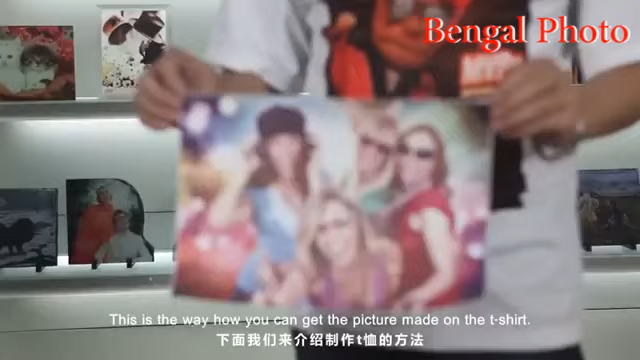 Bengal Photo
This is the way how you can get the picture made on the t-shirt.
下面我们来介绍制作t恤的方法